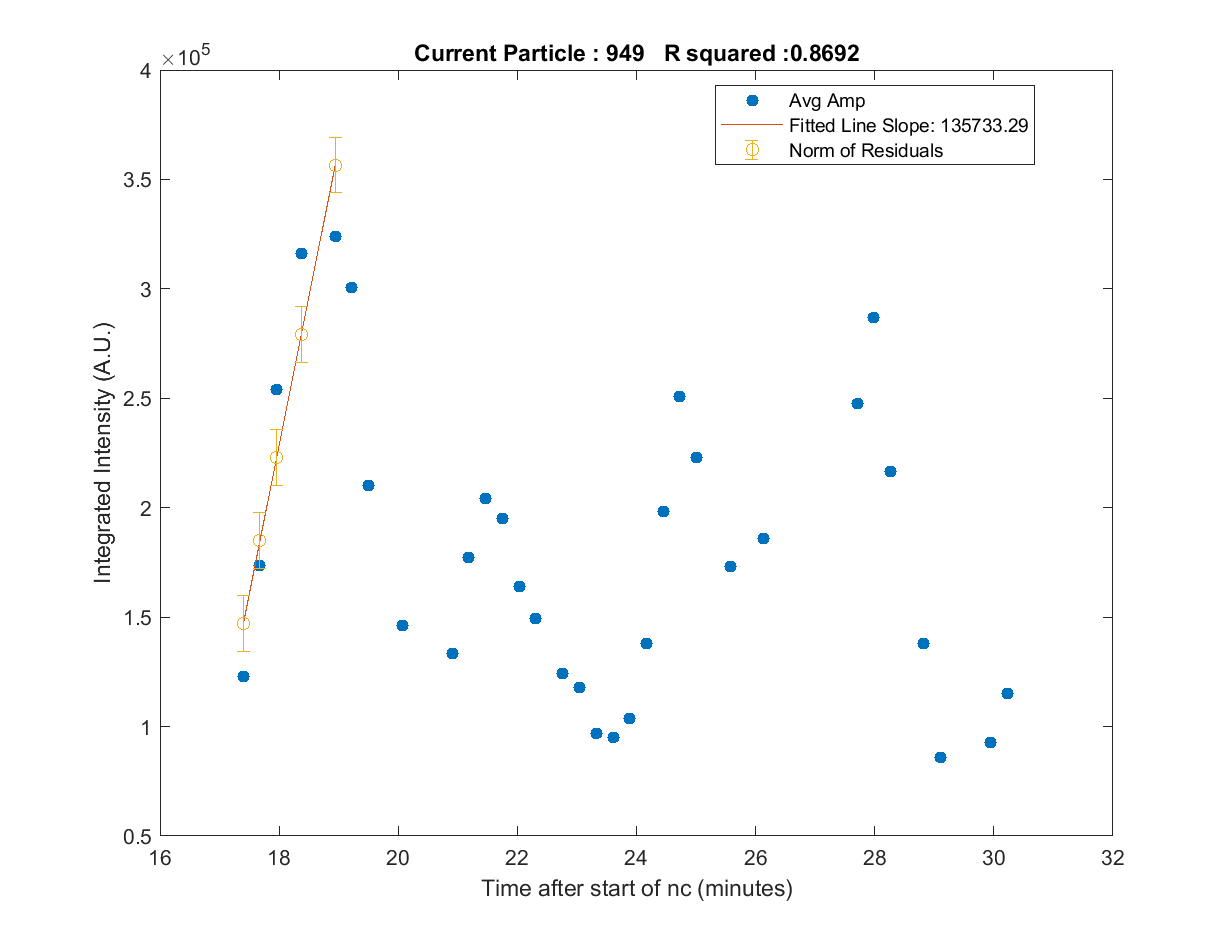 Current Particle : 949   R squared :0.8692
×10^5
Avg Amp
Fitted Line Slope: 135733.29
Norm of Residuals
4
3.5
3
2.5
2
1.5
1
0.5
Integrated Intensity (A.U.)
16 18 20 22 24 26 28 30 32
Time after start of nc (minutes)